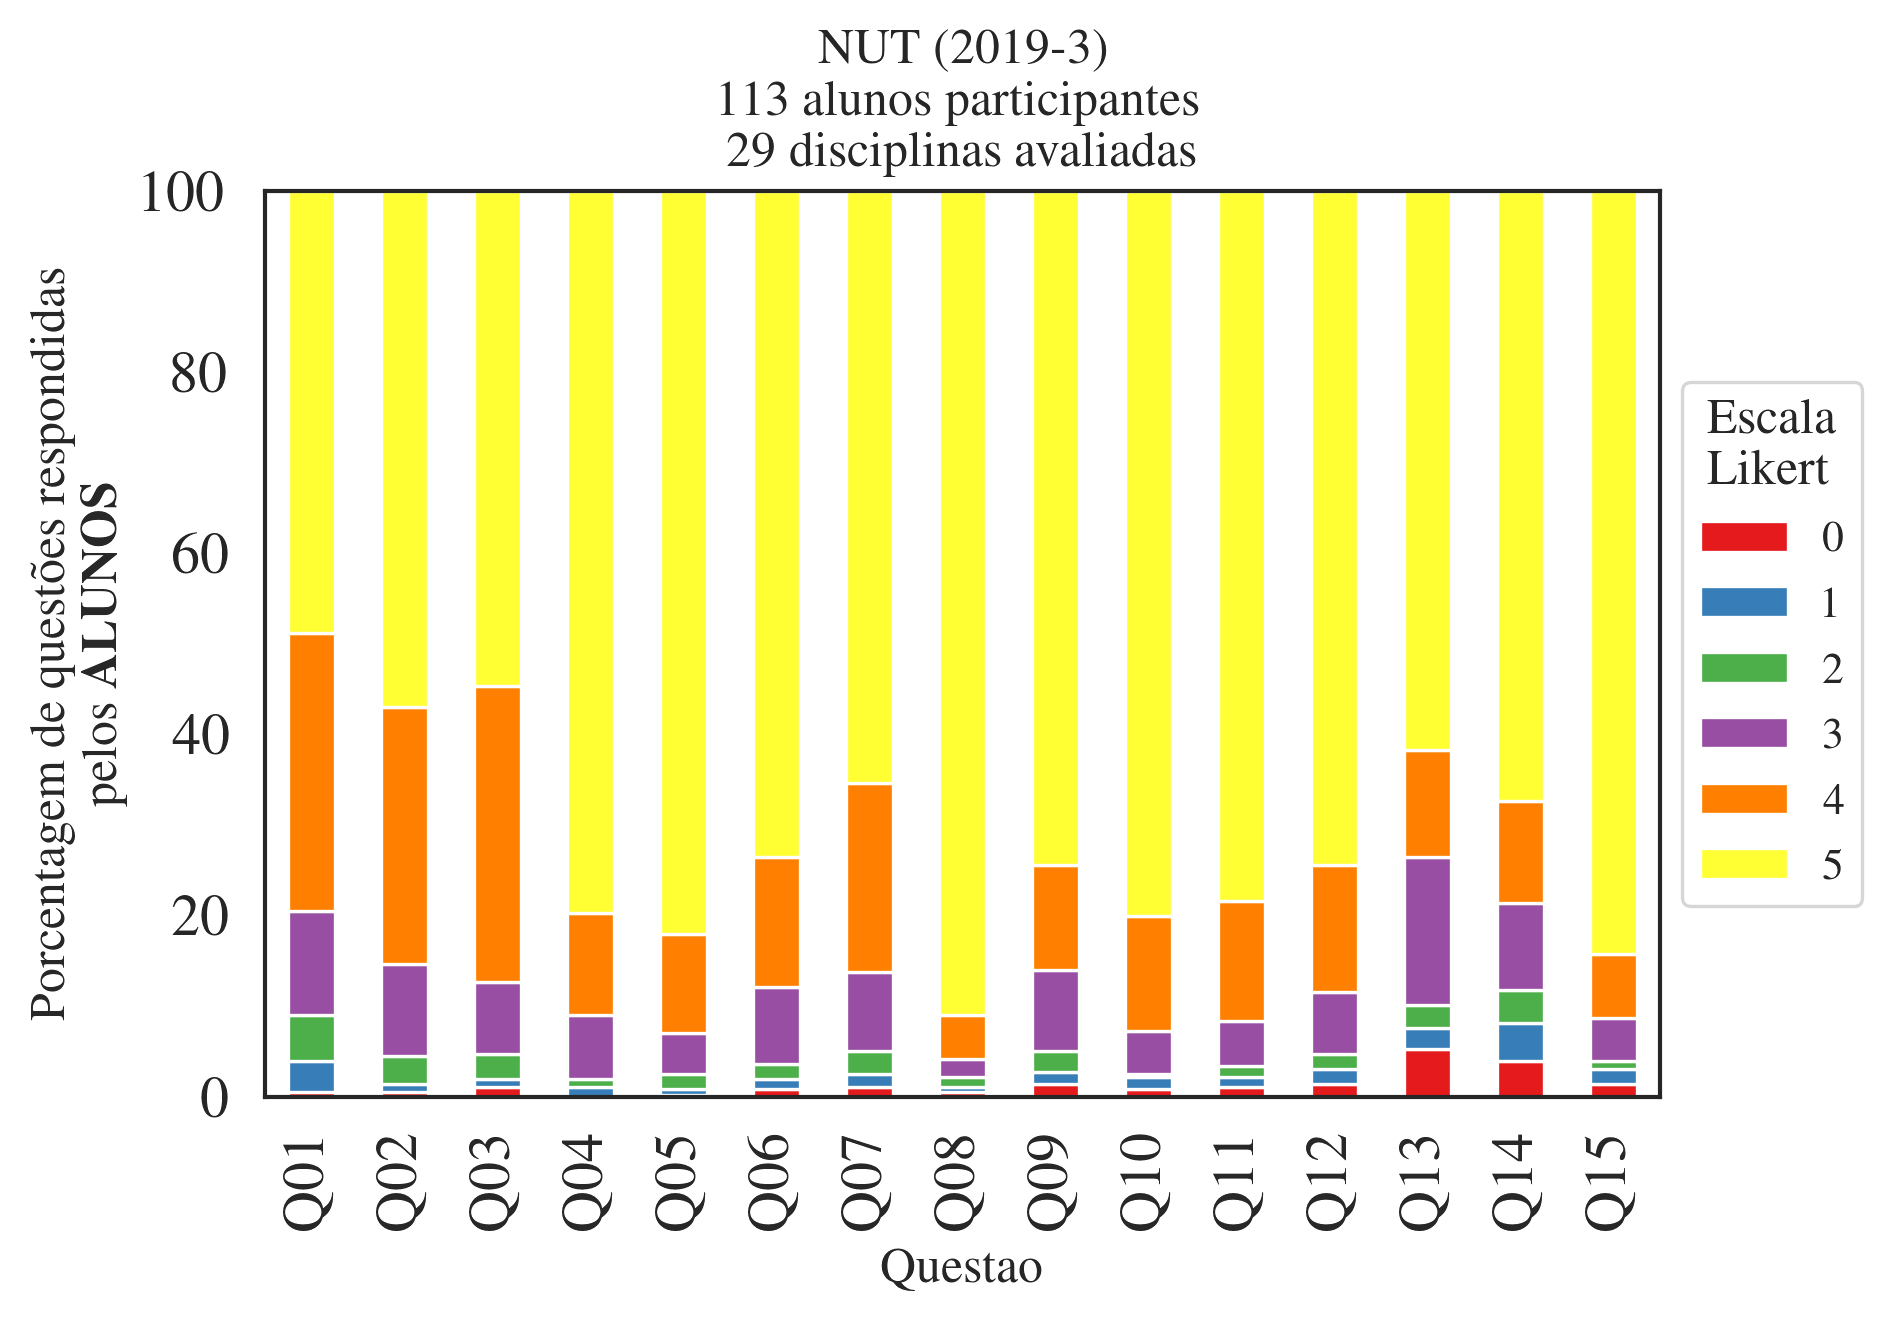 NUT (2019-3)
113 alunos participantes
29 disciplinas avaliadas
100
80
60
40
20
0
Porcentagem de questões respondidas
pelos ALUNOS
Q01
Q02
Q03
Q04
Q05
Q06
Q07
Q08
Q09
Q10
Q11
Q12
Q13
Q14
Q15
Questao
Escala
Likert
0
1
2
3
4
5